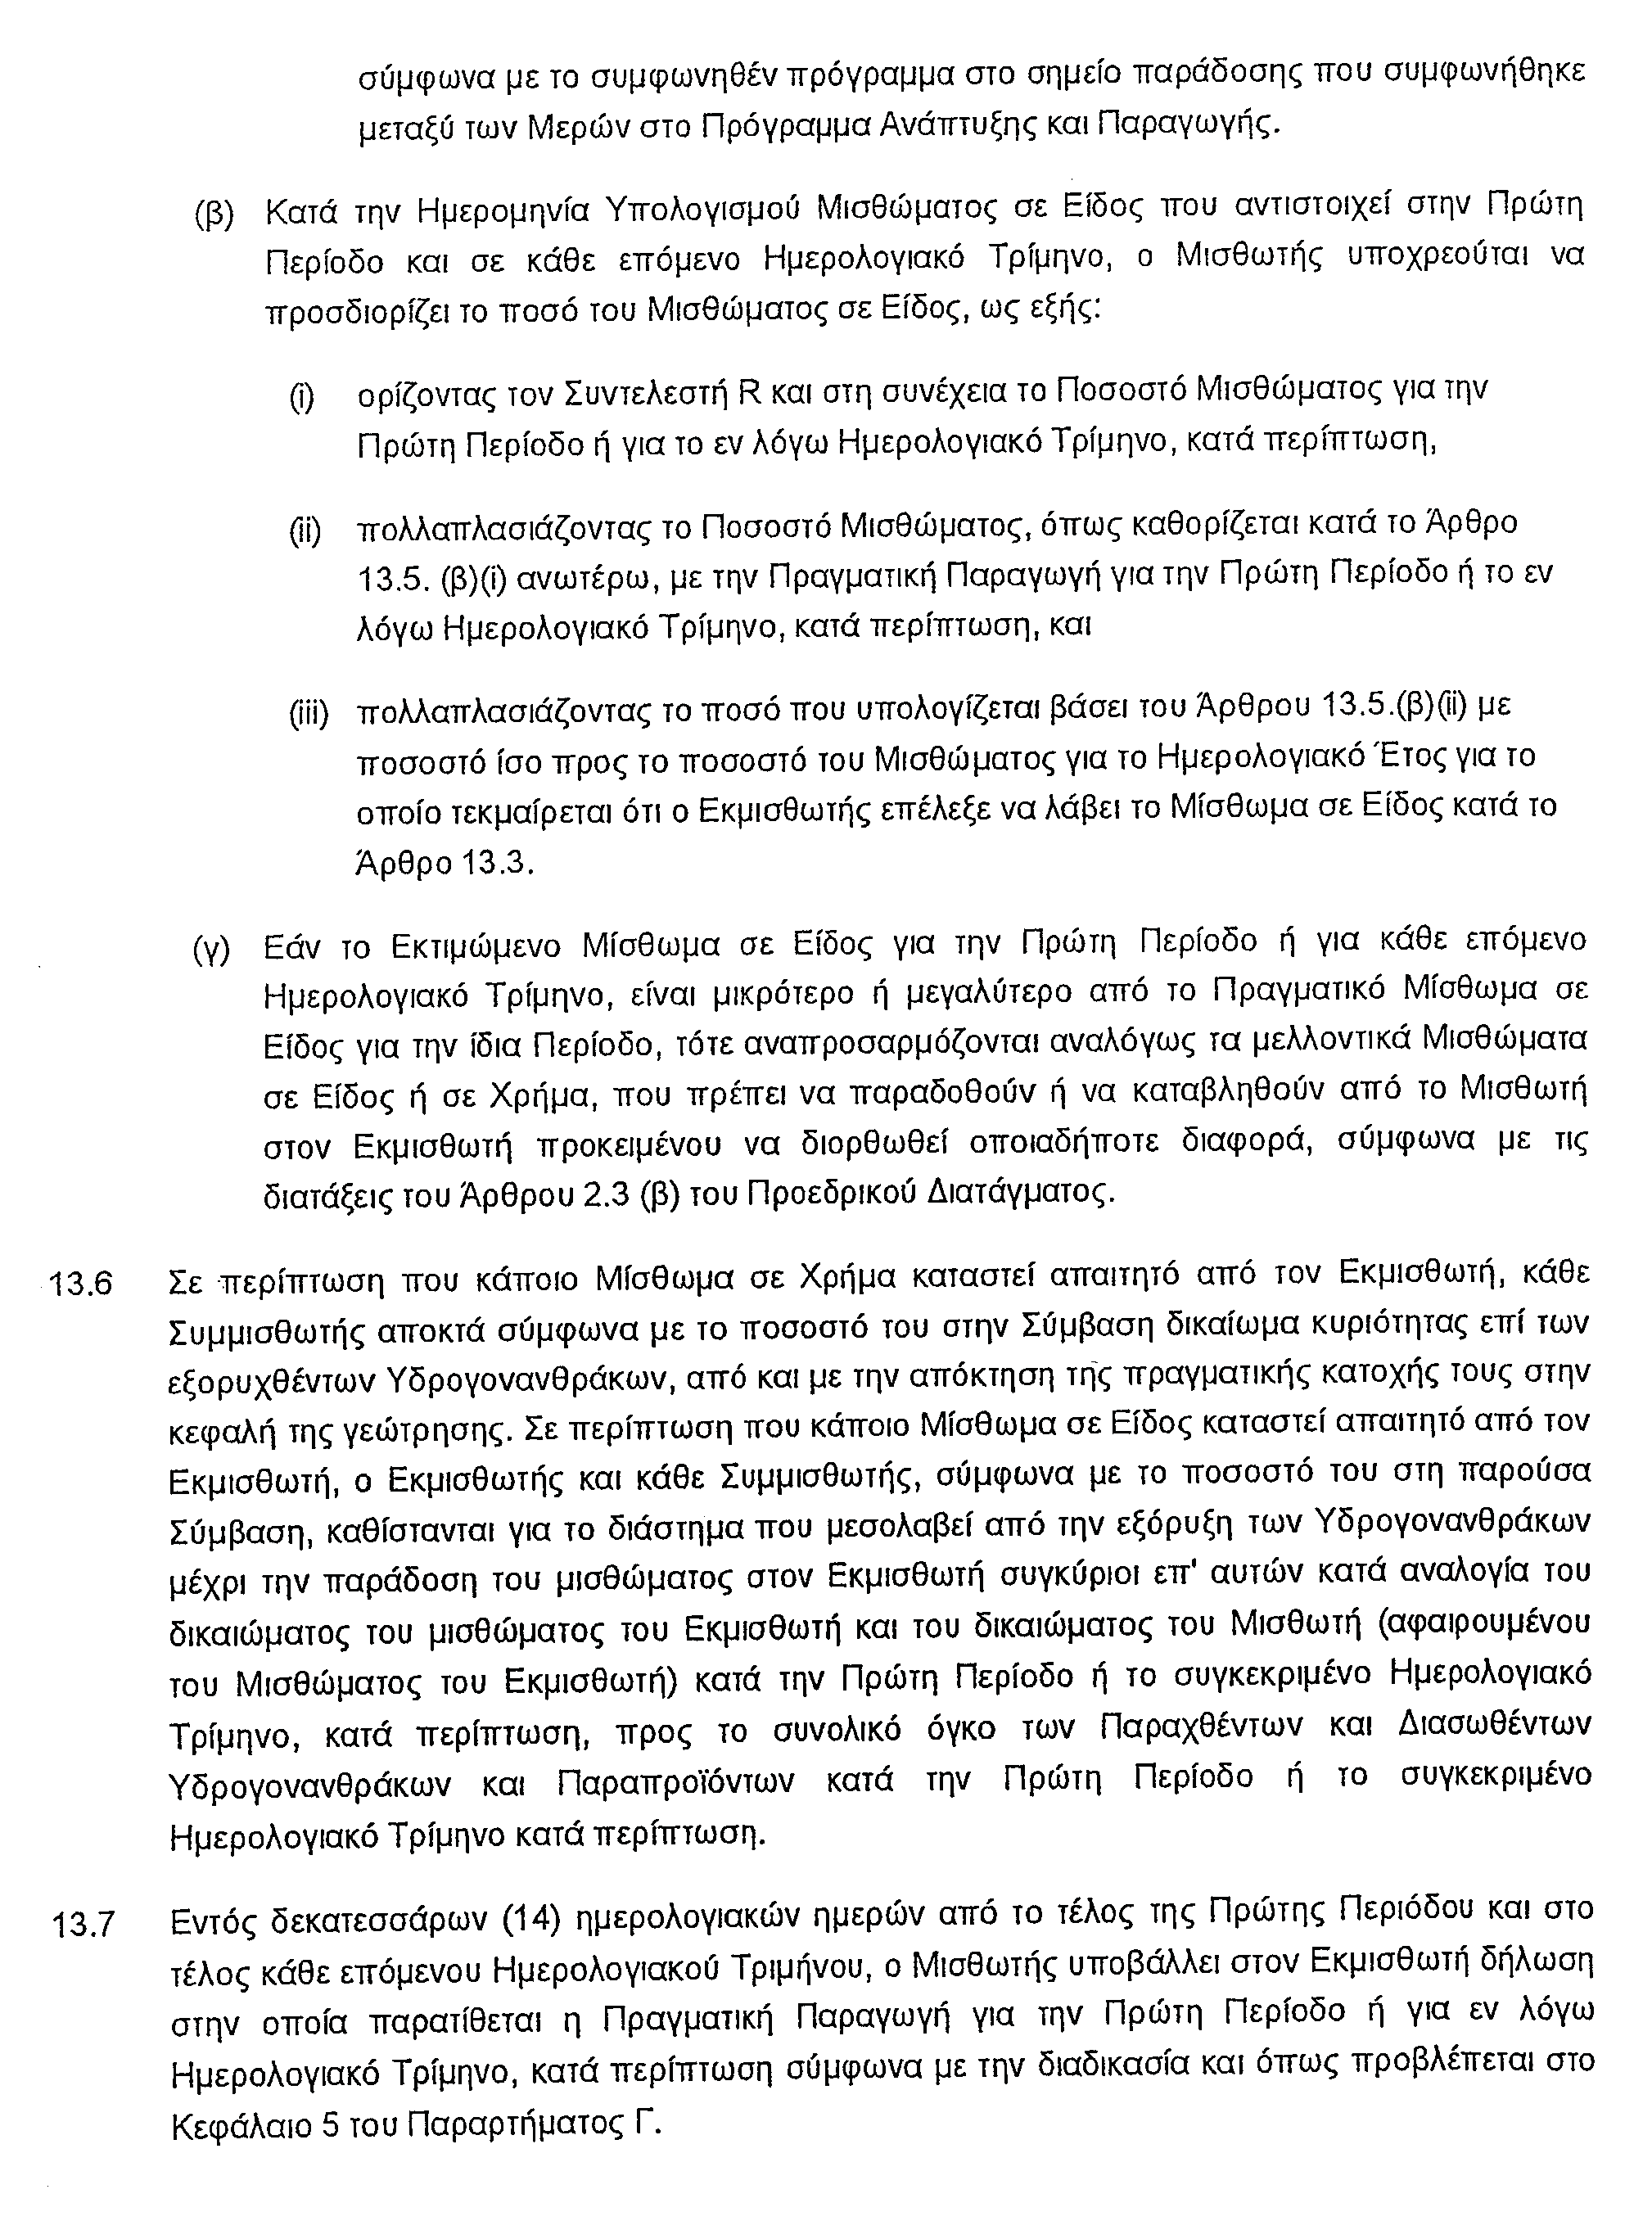 σύμφωνα με το συμφωνηθέν πρόγραμμα στο σημείο παράδοσης που συμφωνήθηκε
μεταξύ των Μερών στο Πρόγραμμα Ανάπτυξης και Παραγωγής.
(β) Κατά την Ημερομηνία Υπολογισμού Μισθώματος σε Είδος που αντιστοιχεί στην Πρώτη
Περίοδο και σε κάθε επόμενο Ημερολογιακό Τρίμηνο, ο Μισθωτής υποχρεούται να
προσδιορίζει το ποσό του Μισθώματος σε Είδος, ως εξής:
(i) ορίζοντας τον Συντελεστή R και στη συνέχεια το Ποσοστό Μισθώματος για την
Πρώτη Περίοδο ή για το εν λόγω Ημερολογιακό Τρίμηνο, κατά περίπτωση,
(ii) πολλαπλασιάζοντας το Ποσοστό Μισθώματος, όπως καθορίζεται κατά το Άρθρο
13.5. (β)(i) ανωτέρω, με την Πραγματική Παραγωγή για την Πρώτη Περίοδο ή το εν
λόγω Ημερολογιακό Τρίμηνο, κατά περίπτωση, και
(iii) πολλαπλασιάζοντας το ποσό που υπολογίζεται βάσει του Άρθρου 13.5.(β)(ii) με
ποσοστό ίσο προς το ποσοστό του Μισθώματος για το Ημερολογιακό Έτος για το
οποίο τεκμαίρεται ότι ο Εκμισθωτής επέλεξε να λάβει το Μίσθωμα σε Είδος κατά το
Άρθρο 13.3.
(γ) Εάν το Εκτιμώμενο Μίσθωμα σε Είδος για την Πρώτη Περίοδο ή για κάθε επόμενο
Ημερολογιακό Τρίμηνο, είναι μικρότερο ή μεγαλύτερο από το Πραγματικό Μίσθωμα σε
Είδος για την ίδια Περίοδο, τότε αναπροσαρμόζονται αναλόγως τα μελλοντικά Μισθώματα
σε Είδος ή σε Χρήμα, που πρέπει να παραδοθούν ή να καταβληθούν από το Μισθωτή
στον Εκμισθωτή προκειμένου να διορθωθεί οποιαδήποτε διαφορά, σύμφωνα με τις
διατάξεις του Άρθρου 2.3 (β) του Προεδρικού Διατάγματος.
13.6 Σε περίπτωση που κάποιο Μίσθωμα σε Χρήμα καταστεί απαιτητό από τον Εκμισθωτή, κάθε
Συμμισθωτής αποκτά σύμφωνα με το ποσοστό του στην Σύμβαση δικαίωμα κυριότητας επί των
εξορυχθέντων Υδρογονανθράκων, από και με την απόκτηση της πραγματικής κατοχής τους στην
κεφαλή της γεώτρησης. Σε περίπτωση που κάποιο Μίσθωμα σε Είδος καταστεί απαιτητό από τον
Εκμισθωτή, ο Εκμισθωτής και κάθε Συμμισθωτής, σύμφωνα με το ποσοστό του στη παρούσα
Σύμβαση, καθίστανται για το διάστημα που μεσολαβεί από την εξόρυξη των Υδρογονανθράκων
μέχρι την παράδοση του μισθώματος στον Εκμισθωτή συγκύριοι επ' αυτών κατά αναλογία του
δικαιώματος του μισθώματος του Εκμισθωτή και του δικαιώματος του Μισθωτή (αφαιρουμένου
του Μισθώματος του Εκμισθωτή) κατά την Πρώτη Περίοδο ή το συγκεκριμένο Ημερολογιακό
Τρίμηνο, κατά περίπτωση, προς το συνολικό όγκο των Παραχθέντων και Διασωθέντων
Υδρογονανθράκων και Παραπροϊόντων κατά την Πρώτη Περίοδο ή το συγκεκριμένο
Ημερολογιακό Τρίμηνο κατά περίπτωση.
13.7 Εντός δεκατεσσάρων (14) ημερολογιακών ημερών από το τέλος της Πρώτης Περιόδου και στο
τέλος κάθε επόμενου Ημερολογιακού Τριμήνου, ο Μισθωτής υποβάλλει στον Εκμισθωτή δήλωση
στην οποία παρατίθεται η Πραγματική Παραγωγή για την Πρώτη Περίοδο ή για εν λόγω
Ημερολογιακό Τρίμηνο, κατά περίπτωση σύμφωνα με την διαδικασία και όπως προβλέπεται στο
Κεφάλαιο 5 του Παραρτήματος Γ.